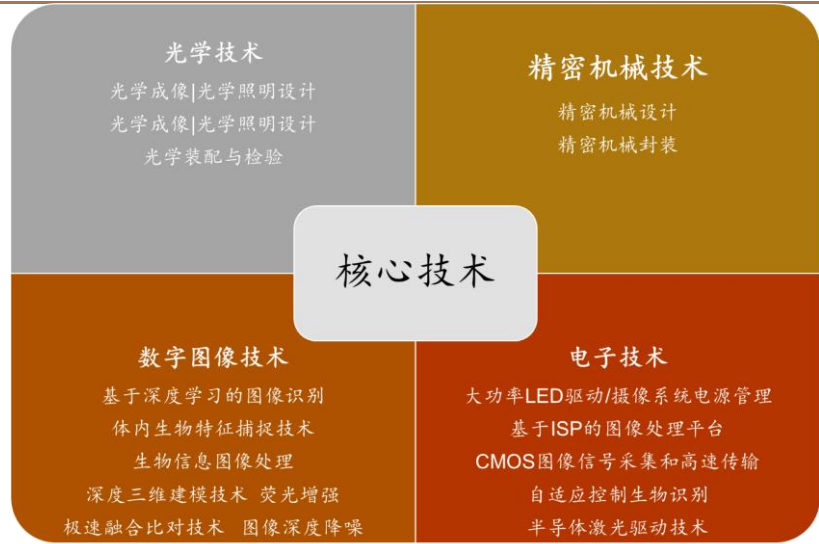 光学技术
光学成像|光学照明设计
光学成像|光学照明设计
光学装配与检验
精密机械技术
精密机械设计
精密机械封装
核心技术
数字图像技术
基于深度学习的图像识别
体内生物特征捕捉技术
生物信息图像处理
深度三维建模技术 荧光增强
极速融合比对技术 图像深度降噪
电子技术
大功率LED驱动/摄像系统电源管理
基于ISP的图像处理平台
CMOS图像信号采集和高速传输
自适应控制生物识别
半导体激光驱动技术